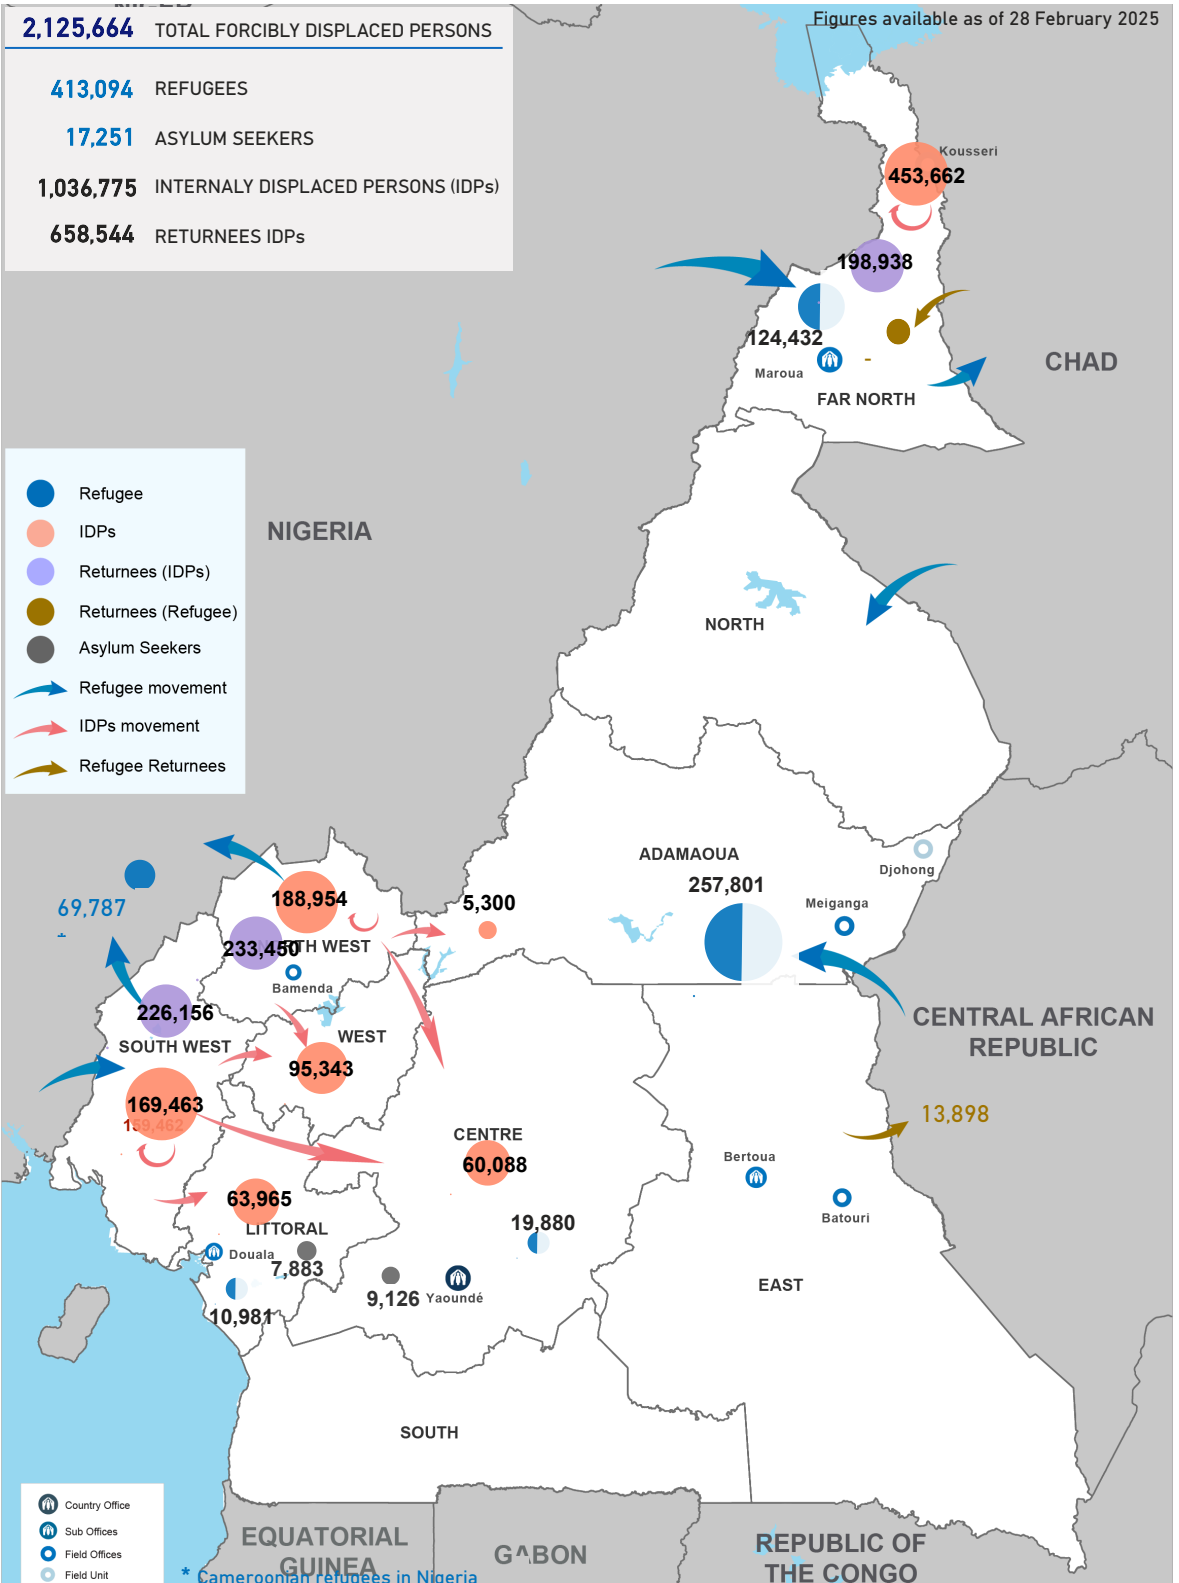 Figures available as of 28 February 2025
2,125,664 TOTAL FORCIBLY DISPLACED PERSONS
413,094 REFUGEES
17,251 ASYLUM SEEKERS
1,036,775 INTERNALY DISPLACED PERSONS (IDPs)
658,544 RETURNEES IDPs
Kousseri
453,662
198,938
124,432
Maroua
-
FAR NORTH
CHAD
Refugee
IDPs
Returnees (IDPs)
Returnees (Refugee)
Asylum Seekers
Refugee movement
IDPs movement
Refugee Returnees
NIGERIA
NORTH
ADAMAOUA
257,801
Djohong
Meiganga
69,787
*
188,954
5,300
233,450
NORTH WEST
Bamenda
226,156
SOUTH WEST
WEST
95,343
CENTRAL AFRICAN
REPUBLIC
169,463
159,462
13,898
CENTRE
60,088
Bertoua
Batouri
63,965
LITTORAL
Douala
7,883
19,880
9,126
Yaoundé
10,981
EAST
SOUTH
Country Office
Sub Offices
Field Offices
Field Unit
EQUATORIAL
GUINEA
GABON
REPUBLIC OF
THE CONGO
* Cameroonian refugees in Nigeria